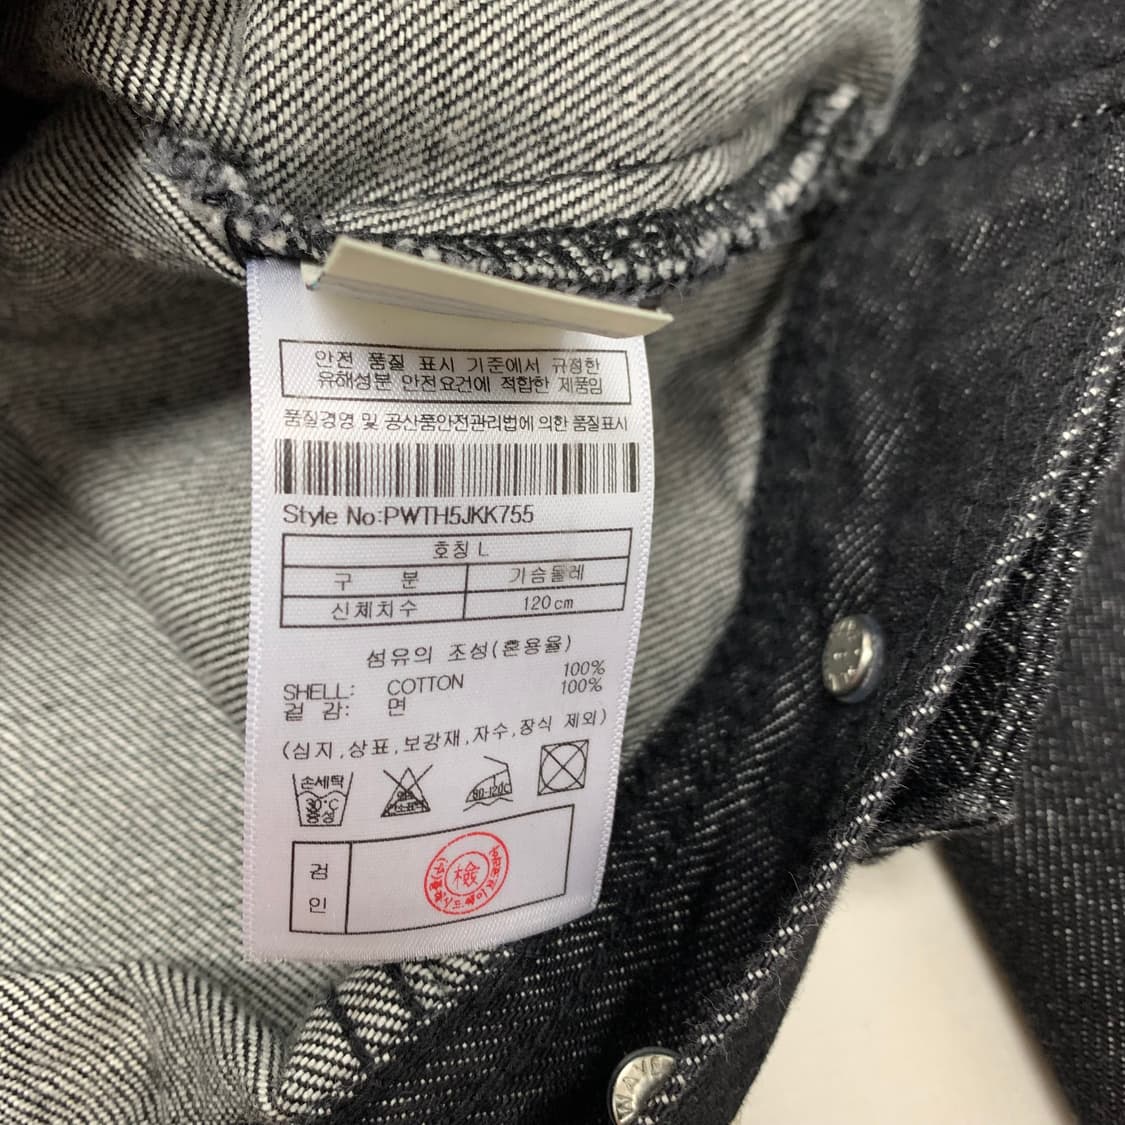 안전 품질 표시 기준에서 규정한
유해성분 안전요건에 적합한 제품임
품질경영 및 공산품안전관리법에 의한 품질표시
Style No:PWTH5JKK755
호칭 L
구 분 가슴둘레
신체치수 120cm
섬유의 조성(혼용율)
100%
SHELL: COTTON 100%
겉 감: 면
(심지,상표,보강재,자수,장식 제외)
손세탁
30°C
중성
80-120C
검
인
檢